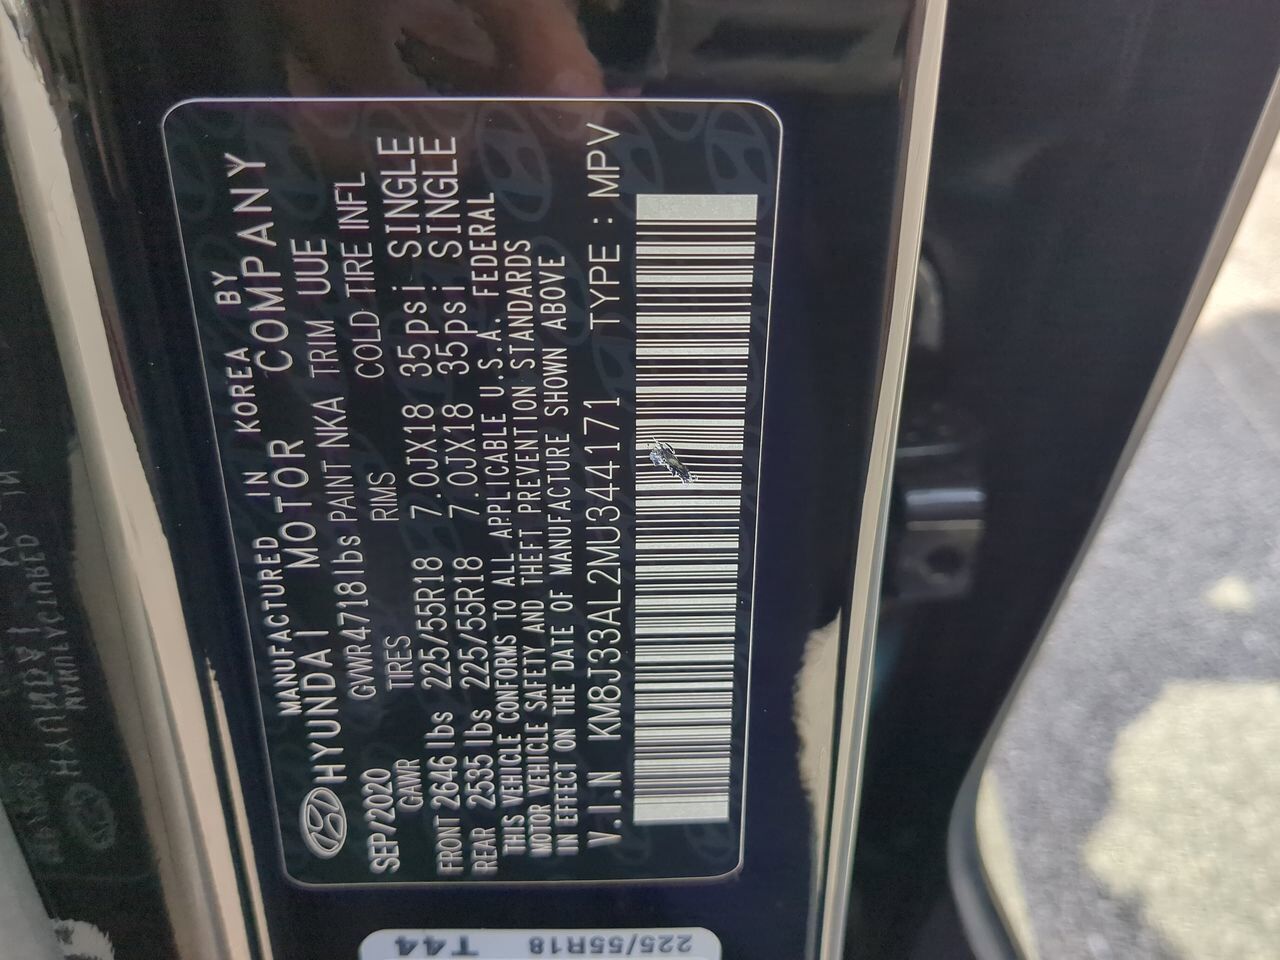 MANUFACTURED IN KOREA BY
HYUNDAI MOTOR COMPANY
SEP/2020 GWR 4718lbs PAINT NKA TRIM UUE
GAWR TIRES RIMS COLD TIRE INFL
FRONT 2646 lbs 225/55R18 7.0JX18 35psi SINGLE
REAR 2535 lbs 225/55R18 7.0JX18 35psi SINGLE
THIS VEHICLE CONFORMS TO ALL APPLICABLE U.S.A. FEDERAL
MOTOR VEHICLE SAFETY AND THEFT PREVENTION STANDARDS
IN EFFECT ON THE DATE OF MANUFACTURE SHOWN ABOVE
V.I.N KM8J33AL2MU344171 TYPE : MPV
T44
225/55R18